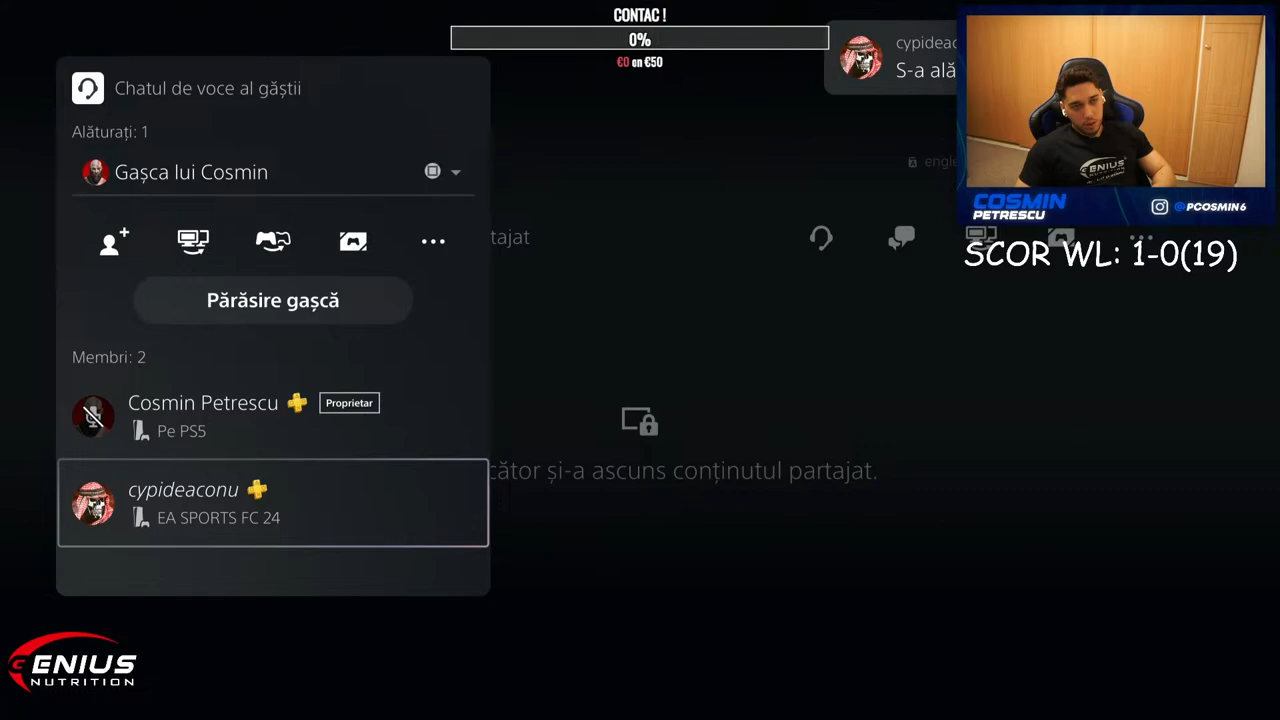 CONTAC !
0%
€0 on €50
cypideac
S-a ală
Chatul de voce al găștii
Alăturați: 1
Gașca lui Cosmin
Părăsire gașcă
Membri: 2
Cosmin Petrescu
Proprietar
Pe PS5
cypideaconu
EA SPORTS FC 24
engle
tajat
cător și-a ascuns conținutul partajat.
GENIUS
COSMIN
PETRESCU
@PCOSMIN6
SCOR WL: 1-0(19)
GENIUS
NUTRITION